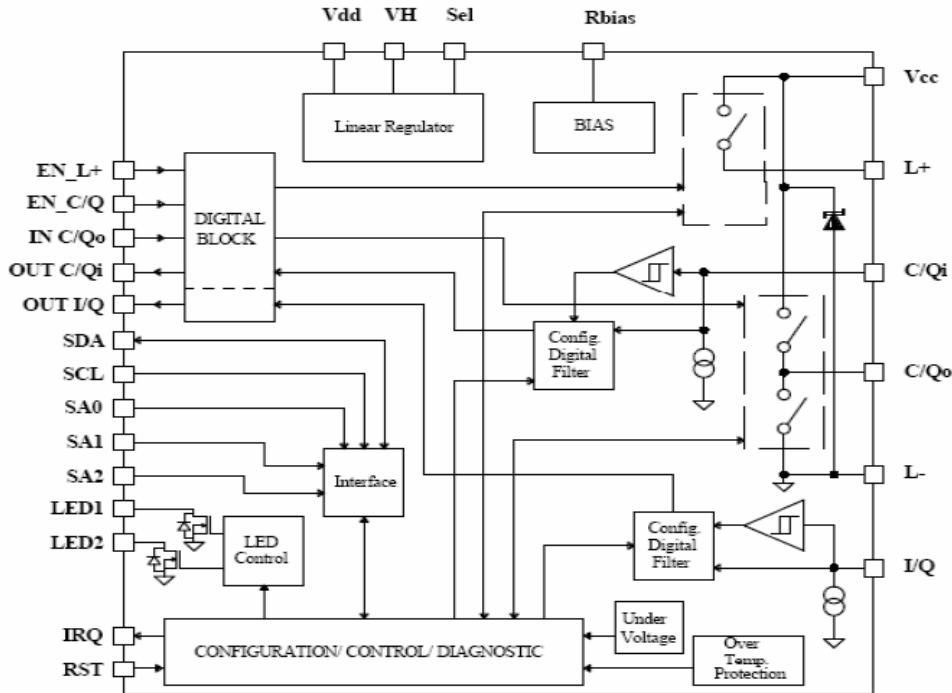 Vdd VH Sel Rbias
Vcc
Linear Regulator
BIAS
EN_L+
L+
EN_C/Q
DIGITAL
BLOCK
IN C/Qo
OUT C/Qi
C/Qi
OUT I/Q
SDA
Config.
Digital
Filter
SCL
C/Qo
SA0
SA1
SA2
Interface
L-
LED1
LED2
LED
Control
Config.
Digital
Filter
I/Q
Under
Voltage
IRQ
RST
CONFIGURATION/ CONTROL/ DIAGNOSTIC
Over
Temp.
Protection